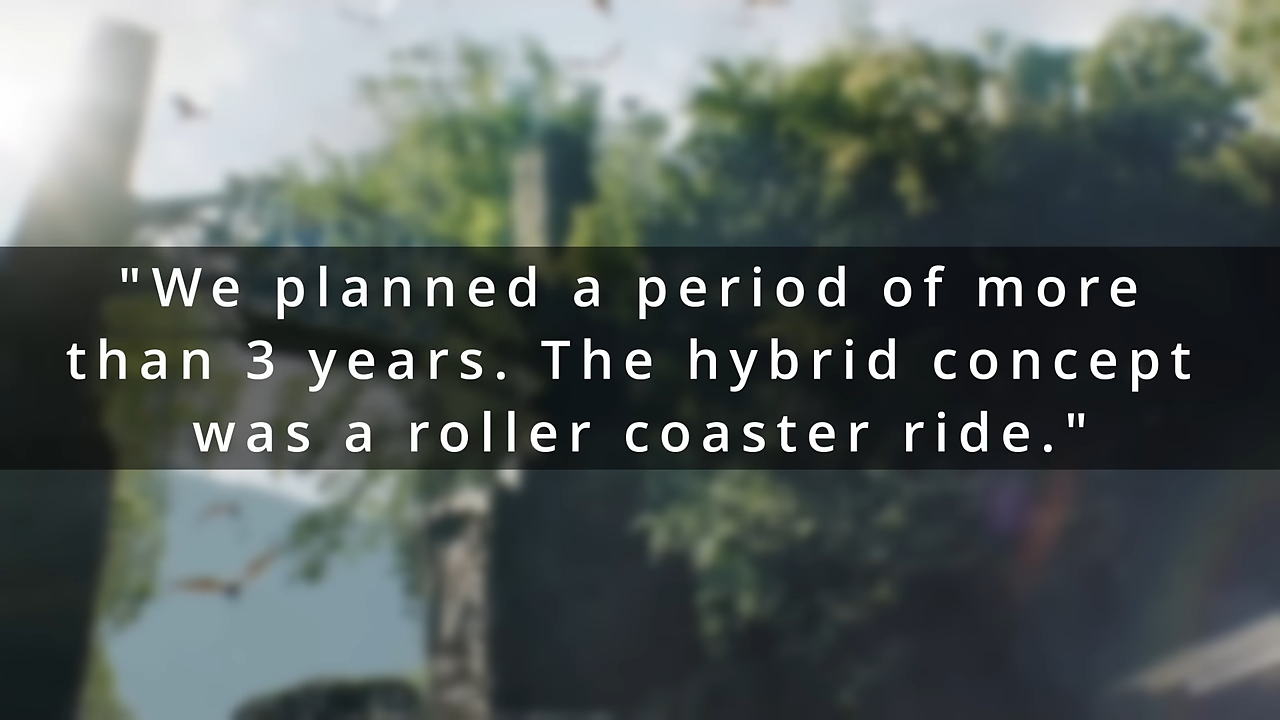 "We planned a period of more
than 3 years. The hybrid concept
was a roller coaster ride."